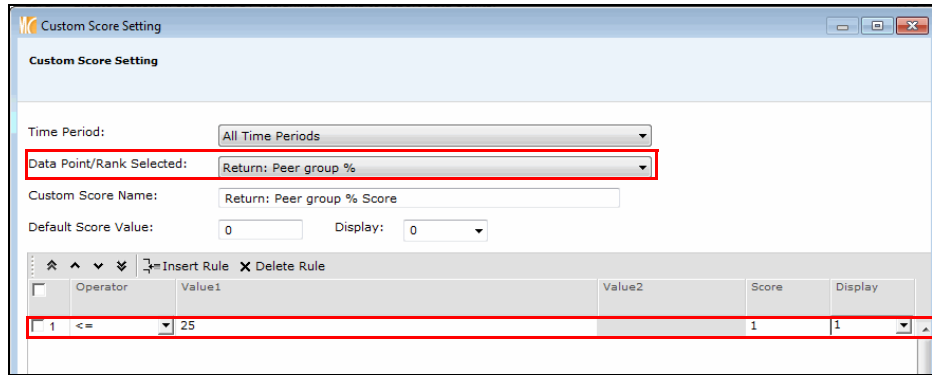 Custom Score Setting
Custom Score Setting
Time Period: All Time Periods
Data Point/Rank Selected: Return: Peer group %
Custom Score Name: Return: Peer group % Score
Default Score Value: 0 Display: 0
Insert Rule Delete Rule
Operator Value1 Value2 Score Display
1 <= 25 1 1